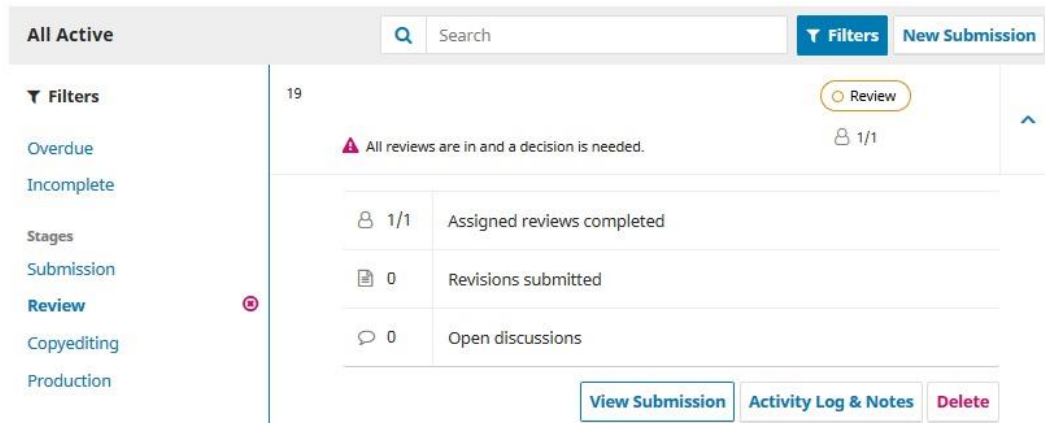 All Active
Search
Filters
New Submission
Filters
Overdue
Incomplete
Stages
Submission
Review
Copyediting
Production
19
Review
All reviews are in and a decision is needed.
1/1
1/1 Assigned reviews completed
0 Revisions submitted
0 Open discussions
View Submission
Activity Log & Notes
Delete